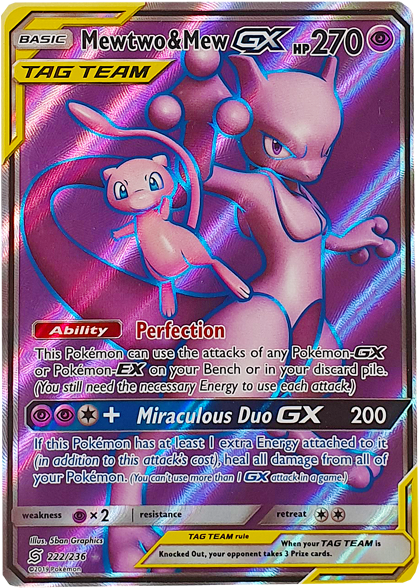 BASIC Mewtwo&Mew GX HP270
TAG TEAM
Ability Perfection
This Pokémon can use the attacks of any Pokémon-GX
or Pokémon-EX on your Bench or in your discard pile.
(You still need the necessary Energy to use each attack.)
+ Miraculous Duo GX 200
If this Pokémon has at least 1 extra Energy attached to it
(in addition to this attack's cost), heal all damage from all
of your Pokémon. (You can't use more than 1 GX attack in a game.)
weakness ×2 resistance retreat
TAG TEAM rule
Illus. 5ban Graphics
When your TAG TEAM is
222/236
Knocked Out, your opponent takes 3 Prize cards.
©2019 Pokémon